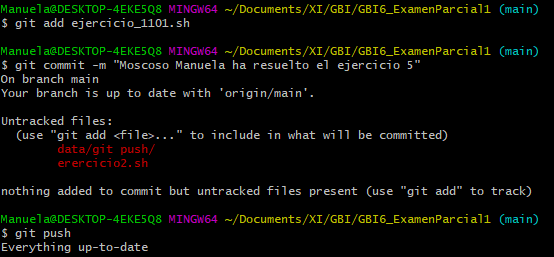 Manuela@DESKTOP-4EKE5Q8 MINGW64 ~/Documents/XI/GBI/GBI6_ExamenParcial1 (main)
$ git add ejercicio_1101.sh
Manuela@DESKTOP-4EKE5Q8 MINGW64 ~/Documents/XI/GBI/GBI6_ExamenParcial1 (main)
$ git commit -m "Moscoso Manuela ha resuelto el ejercicio 5"
On branch main
Your branch is up to date with 'origin/main'.
Untracked files:
(use "git add <file>..." to include in what will be committed)
data/git push/
erercicio2.sh
nothing added to commit but untracked files present (use "git add" to track)
Manuela@DESKTOP-4EKE5Q8 MINGW64 ~/Documents/XI/GBI/GBI6_ExamenParcial1 (main)
$ git push
Everything up-to-date